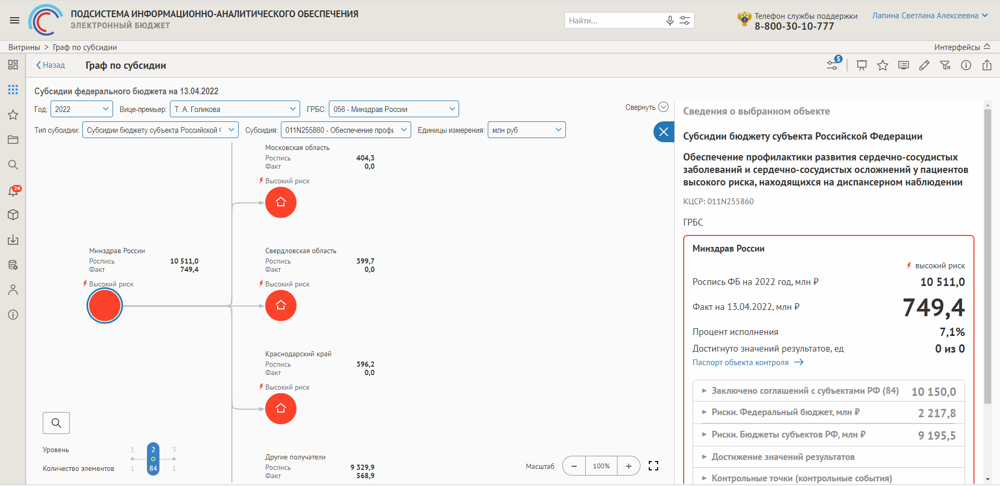 ПОДСИСТЕМА ИНФОРМАЦИОННО-АНАЛИТИЧЕСКОГО ОБЕСПЕЧЕНИЯ
ЭЛЕКТРОННЫЙ БЮДЖЕТ
Найти...
Телефон службы поддержки
8-800-30-10-777
Лапина Светлана Алексеевна
Витрины > Граф по субсидии
Интерфейсы
Назад
Граф по субсидии
5
Субсидии федерального бюджета на 13.04.2022
Год: 2022 Вице-премьер: Т. А. Голикова ГРБС: 056 - Минздрав России
Свернуть
Тип субсидии: Субсидии бюджету субъекта Российской Субсидия: 011N255860 - Обеспечение профи Единицы измерения: млн руб
24
Московская область
Роспись 404,3
Факт 0,0
Высокий риск
Минздрав России
Роспись 10 511,0
Факт 749,4
Высокий риск
Свердловская область
Роспись 399,7
Факт 0,0
Высокий риск
Краснодарский край
Роспись 396,2
Факт 0,0
Высокий риск
Другие получатели
Роспись 9 329,9
Факт 568,9
Уровень 1 2 3
Количество элементов 1 84 1
Масштаб − 100% +
Сведения о выбранном объекте
Субсидии бюджету субъекта Российской Федерации
Обеспечение профилактики развития сердечно-сосудистых
заболеваний и сердечно-сосудистых осложнений у пациентов
высокого риска, находящихся на диспансерном наблюдении
КЦСР: 011N255860
ГРБС
Минздрав России
высокий риск
Роспись ФБ на 2022 год, млн ₽ 10 511,0
Факт на 13.04.2022, млн ₽ 749,4
Процент исполнения 7,1%
Достигнуто значений результатов, ед 0 из 0
Паспорт объекта контроля
Заключено соглашений с субъектами РФ (84) 10 150,0
Риски. Федеральный бюджет, млн ₽ 2 217,8
Риски. Бюджеты субъектов РФ, млн ₽ 9 195,5
Достижение значений результатов
Контрольные точки (контрольные события)